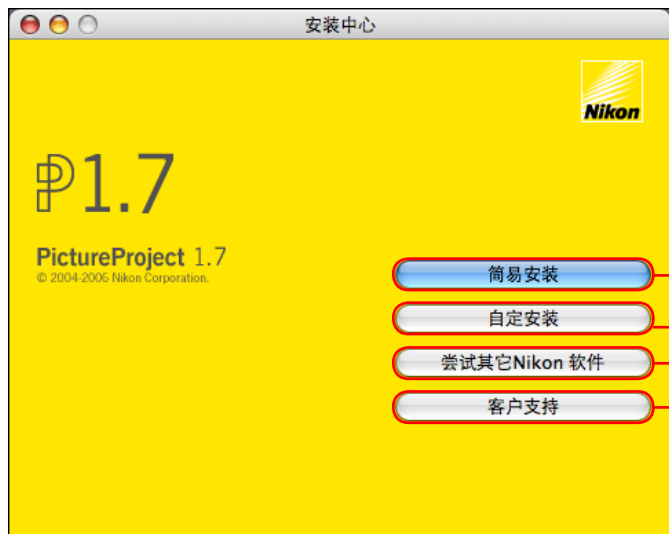 安装中心
Nikon
P1.7
PictureProject 1.7
© 2004-2006 Nikon Corporation.
简易安装
自定安装
尝试其它Nikon 软件
客户支持